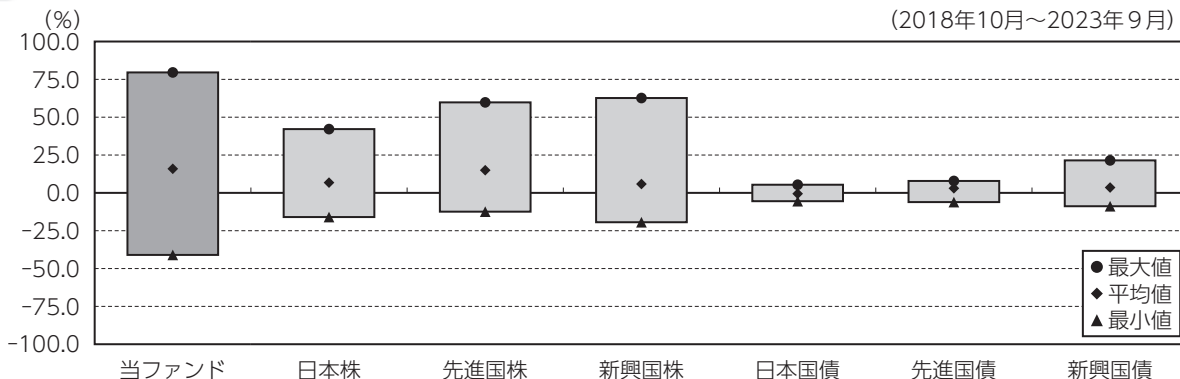 (%)
(2018年10月～2023年９月)
100.0
75.0
50.0
25.0
0.0
-25.0
-50.0
-75.0
-100.0
●最大値
◆平均値
▲最小値
当ファンド 日本株 先進国株 新興国株 日本国債 先進国債 新興国債